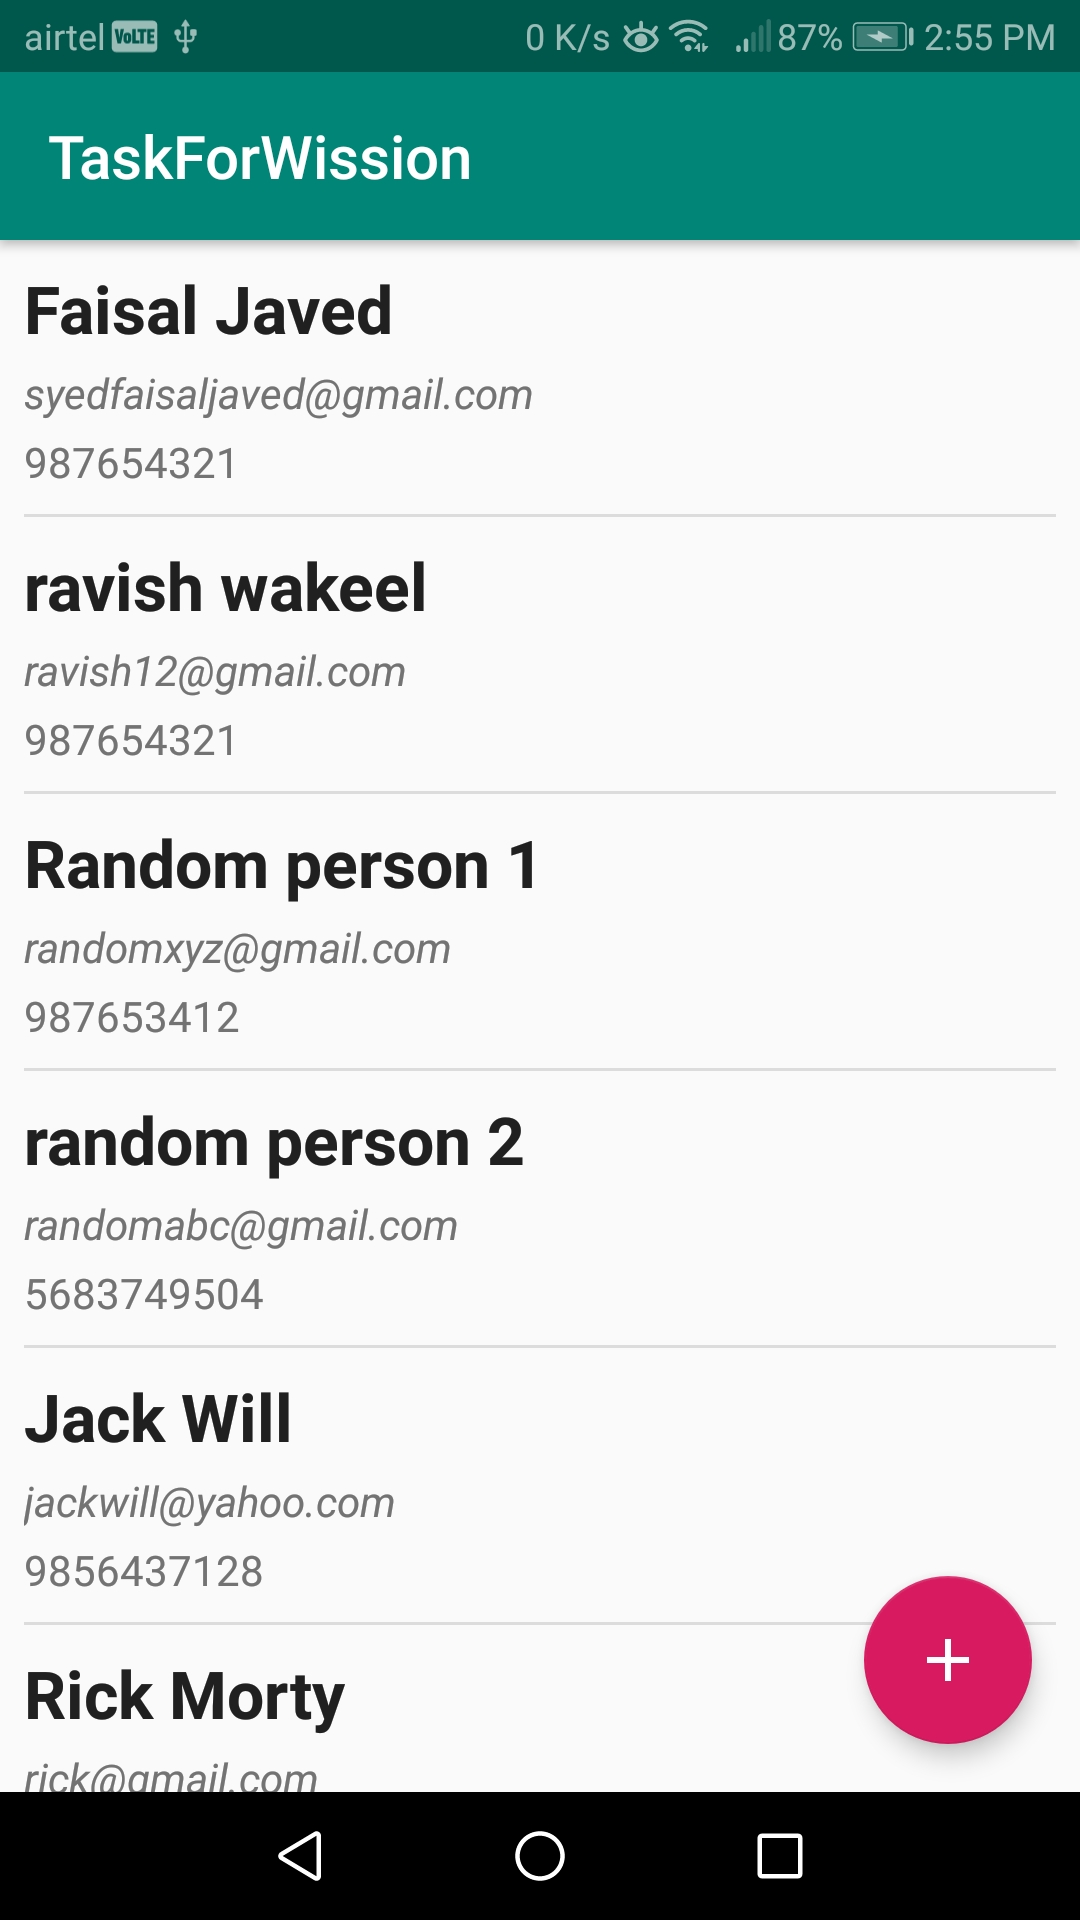 airtel VoLTE 0 K/s 87% 2:55 PM
TaskForWission
Faisal Javed
syedfaisaljaved@gmail.com
987654321
ravish wakeel
ravish12@gmail.com
987654321
Random person 1
randomxyz@gmail.com
987653412
random person 2
randomabc@gmail.com
5683749504
Jack Will
jackwill@yahoo.com
9856437128
Rick Morty
rick@gmail.com